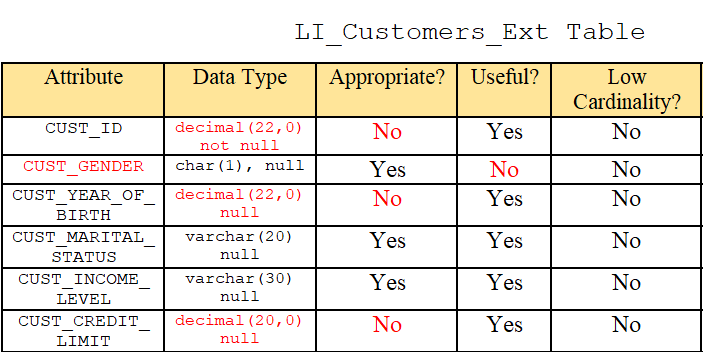 LI_Customers_Ext Table
Attribute Data Type Appropriate? Useful? Low
Cardinality?
CUST_ID decimal(22,0) No Yes No
not null
CUST_GENDER char(1), null Yes No No
CUST_YEAR_OF_ decimal(22,0) No Yes No
BIRTH null
CUST_MARITAL_ varchar(20) Yes Yes No
STATUS null
CUST_INCOME_ varchar(30) Yes Yes No
LEVEL null
CUST_CREDIT_ decimal(20,0) No Yes No
LIMIT null